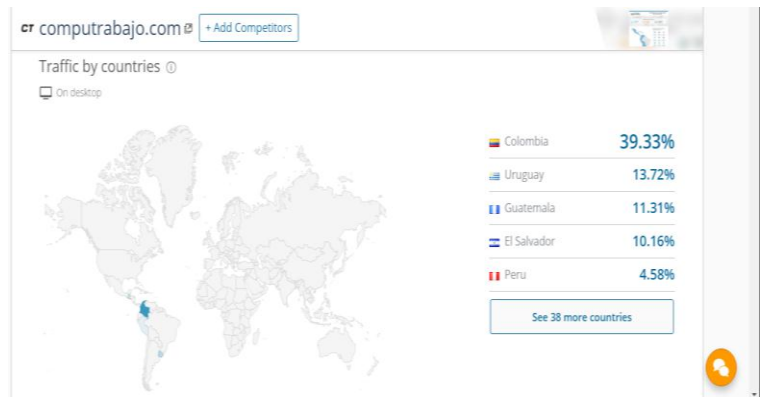 CT computrabajo.com + Add Competitors
Traffic by countries
On desktop
Colombia 39.33%
Uruguay 13.72%
Guatemala 11.31%
El Salvador 10.16%
Peru 4.58%
See 38 more countries